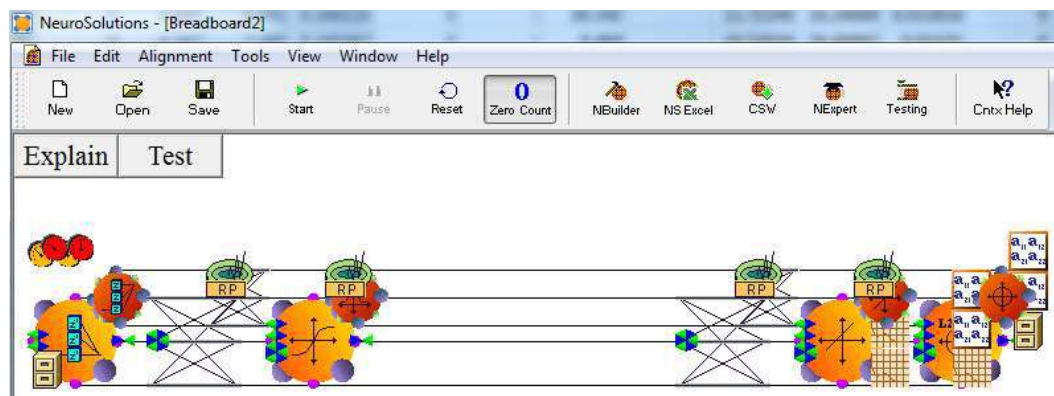 NeuroSolutions - [Breadboard2]
File Edit Alignment Tools View Window Help
0
New Open Save Start Pause Reset Zero Count NBuilder NS Excel CSV NExpert Testing Cntx Help
Explain Test
RP RP RP RP